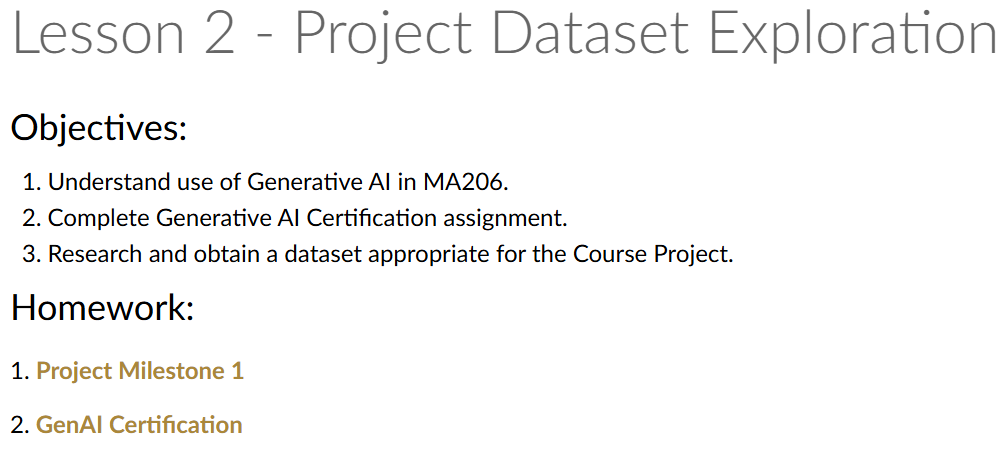 Lesson 2 - Project Dataset Exploration
Objectives:
1. Understand use of Generative AI in MA206.
2. Complete Generative AI Certification assignment.
3. Research and obtain a dataset appropriate for the Course Project.
Homework:
1. Project Milestone 1
2. GenAI Certification